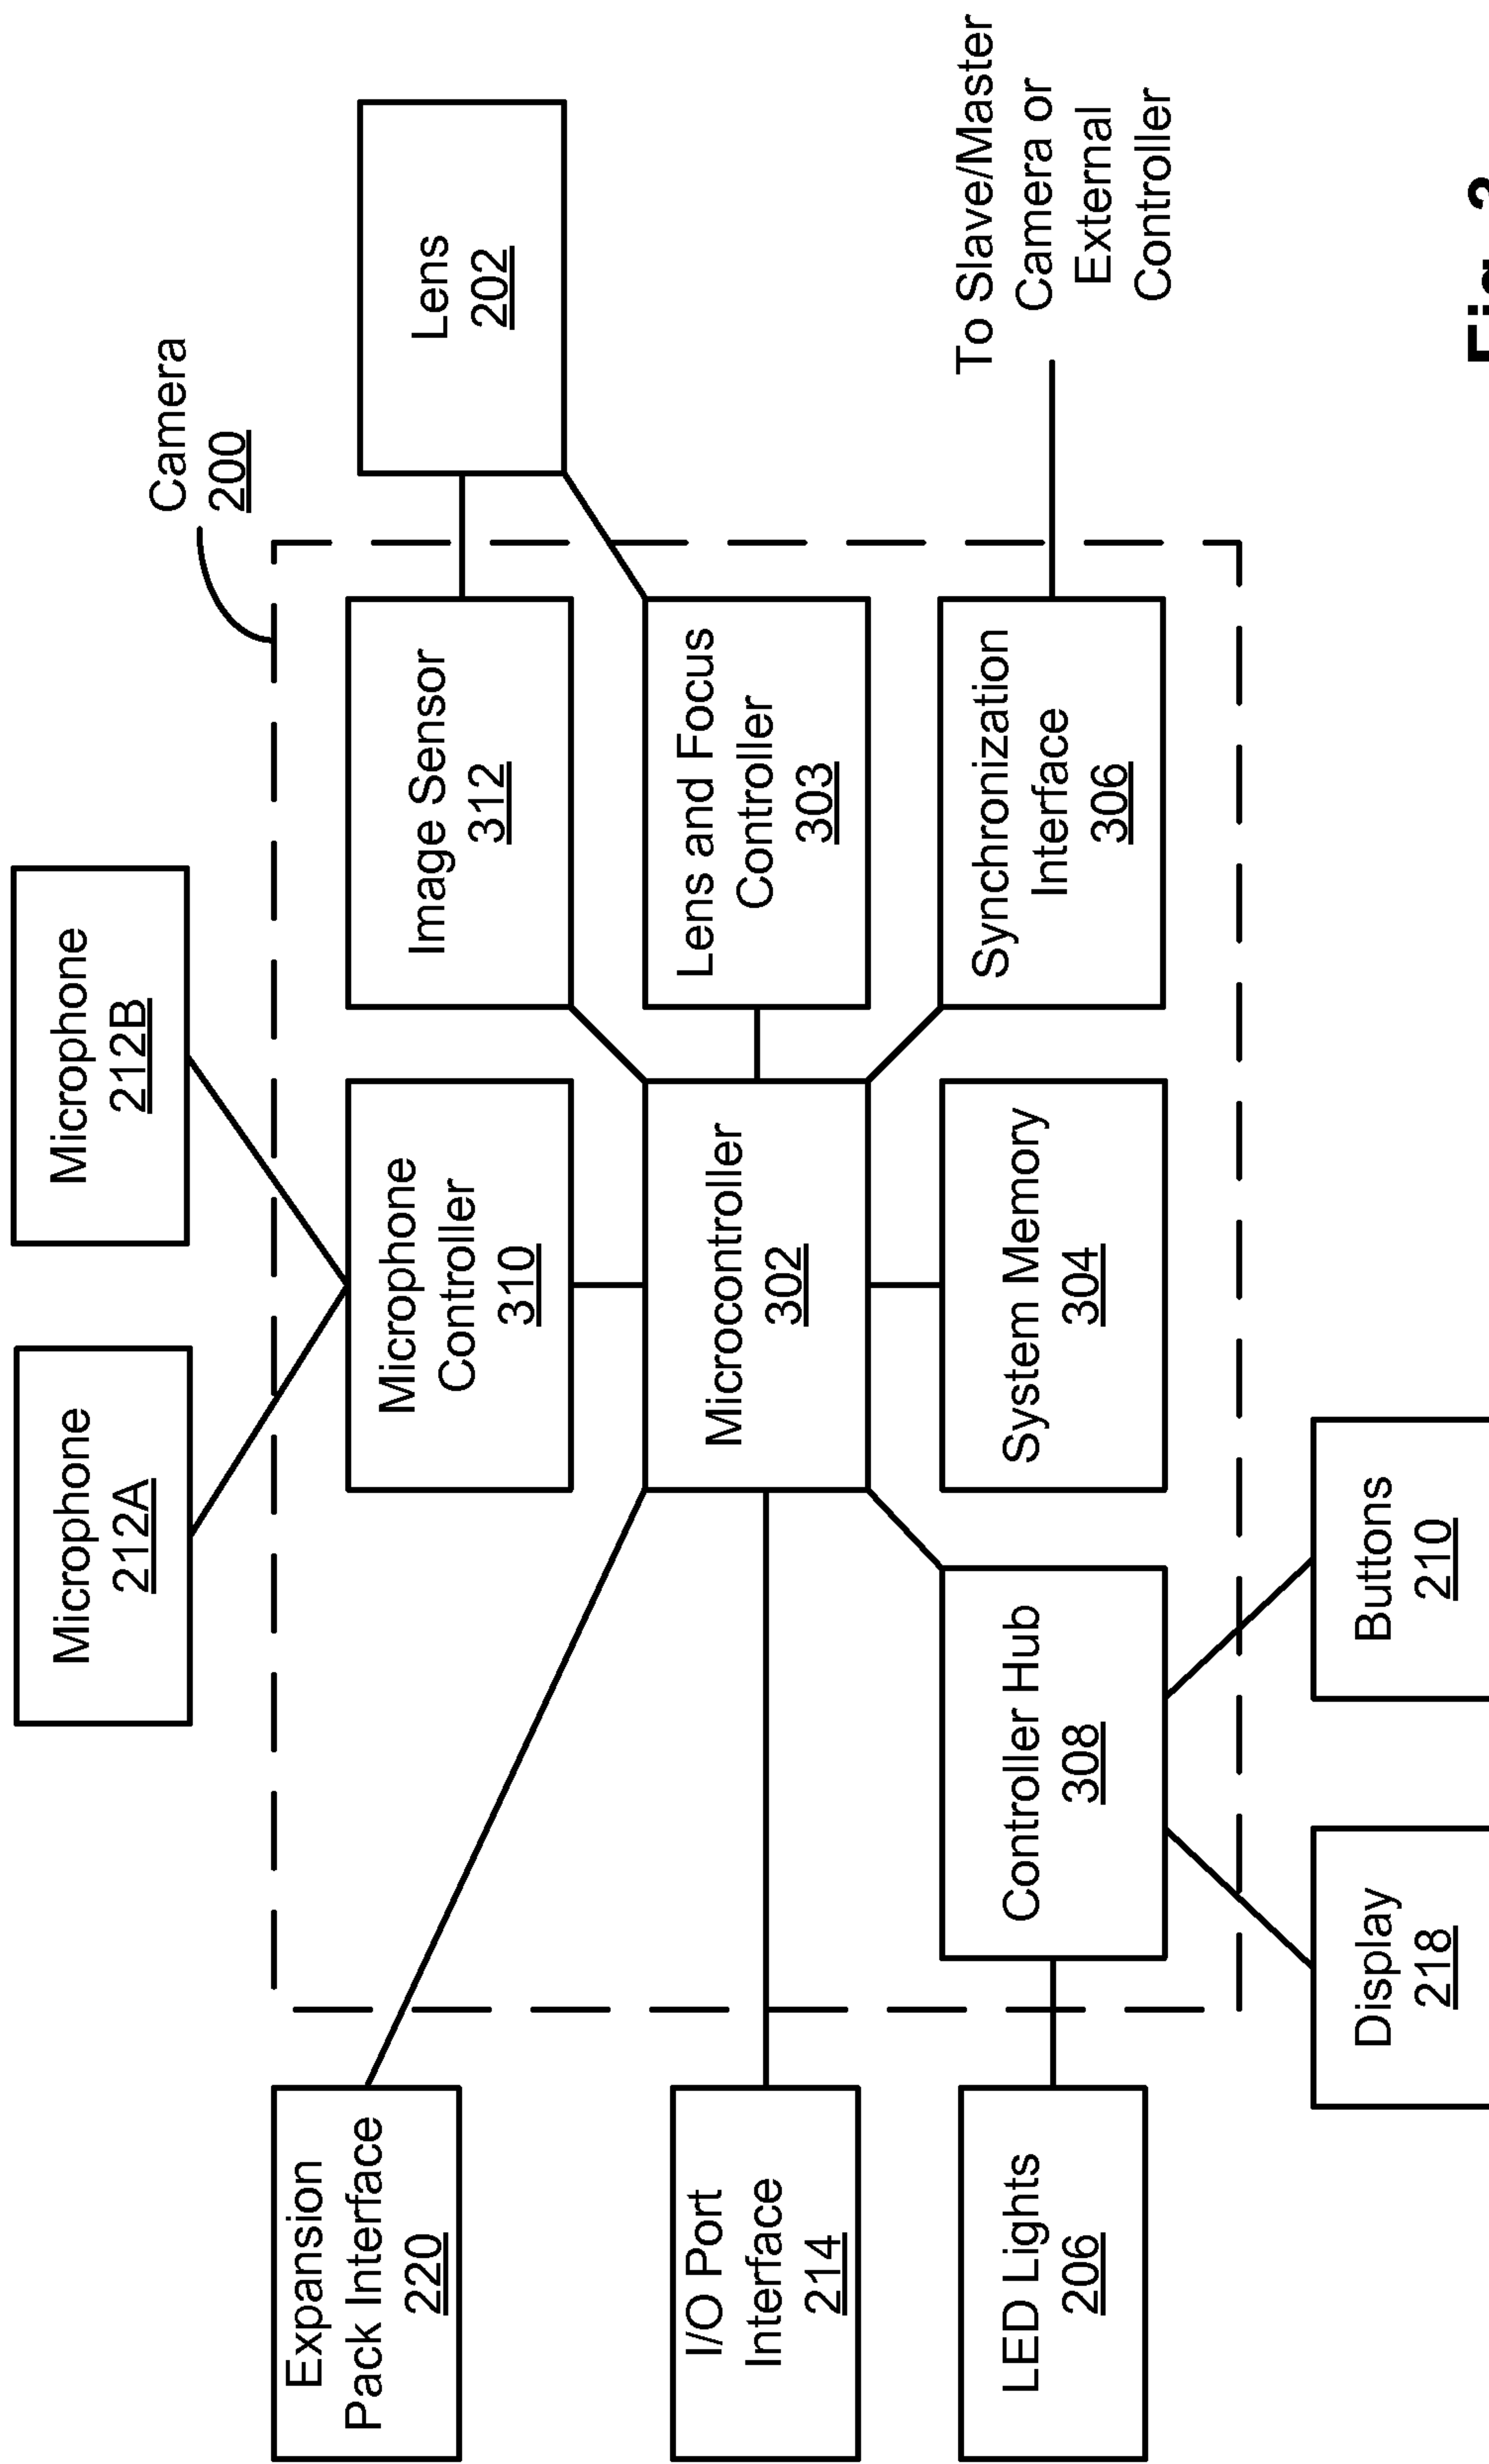 Microphone
212A
Microphone
212B
Camera
200
Expansion
Pack Interface
220
Microphone
Controller
310
Image Sensor
312
Lens
202
I/O Port
Interface
214
Microcontroller
302
Lens and Focus
Controller
303
LED Lights
206
Controller Hub
308
System Memory
304
Synchronization
Interface
306
To Slave/Master
Camera or
External
Controller
Display
218
Buttons
210